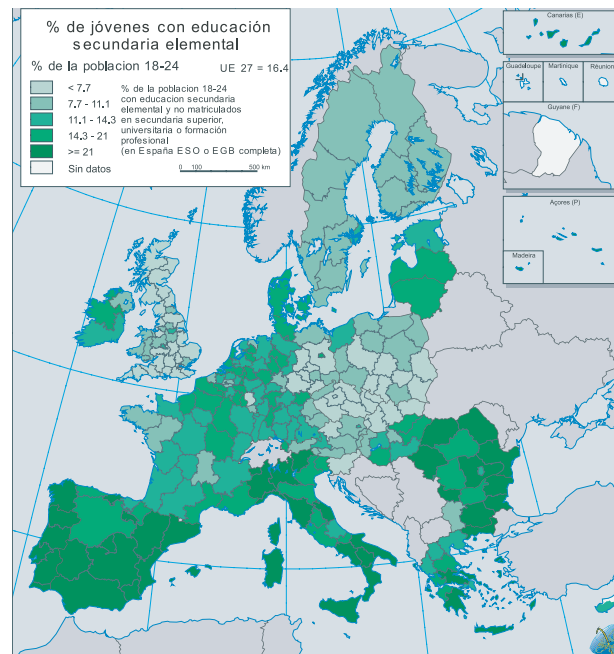 % de jóvenes con educación
secundaria elemental
% de la poblacion 18-24
UE 27 = 16.4
< 7.7
7.7 - 11.1
11.1 - 14.3
14.3 - 21
>= 21
Sin datos
% de la poblacion 18-24
con educacion secundaria
elemental y no matriculados
en secundaria superior,
universitaria o formación
profesional
(en España ESO o EGB completa)
0 100 500 km
Canarias (E)
Guadeloupe
Martinique
Réunion
Guyane (F)
Açores (P)
Madeira